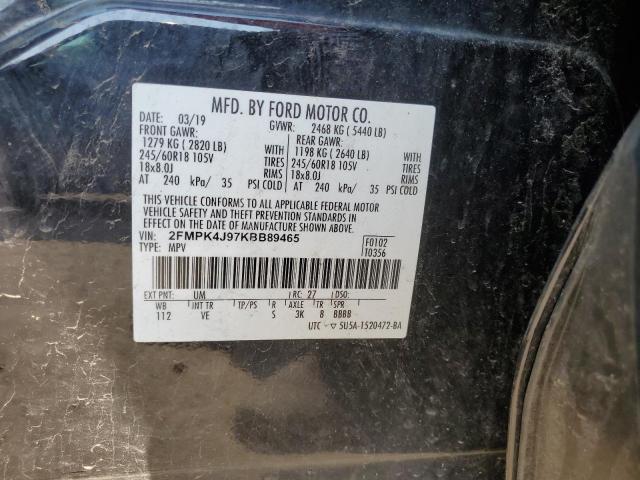 MFD. BY FORD MOTOR CO.
DATE: 03/19 GVWR: 2468 KG ( 5440 LB)
FRONT GAWR: REAR GAWR:
1279 KG ( 2820 LB) WITH 1198 KG ( 2640 LB) WITH
245/60R18 105V TIRES 245/60R18 105V TIRES
18x8.0J RIMS 18x8.0J RIMS
AT 240 kPa/ 35 PSI COLD AT 240 kPa/ 35 PSI COLD
THIS VEHICLE CONFORMS TO ALL APPLICABLE FEDERAL MOTOR
VEHICLE SAFETY AND THEFT PREVENTION STANDARDS IN
EFFECT ON THE DATE OF MANUFACTURE SHOWN ABOVE.
VIN: 2FMPK4J97KBB89465 F0102
TYPE: MPV T0356
EXT PNT: UM RC: 27 DSO:
WB INT TR TP/PS R AXLE TR SPR
112 VE S 3K 8 BBBB
UTC ▽ 5U5A-1520472-BA